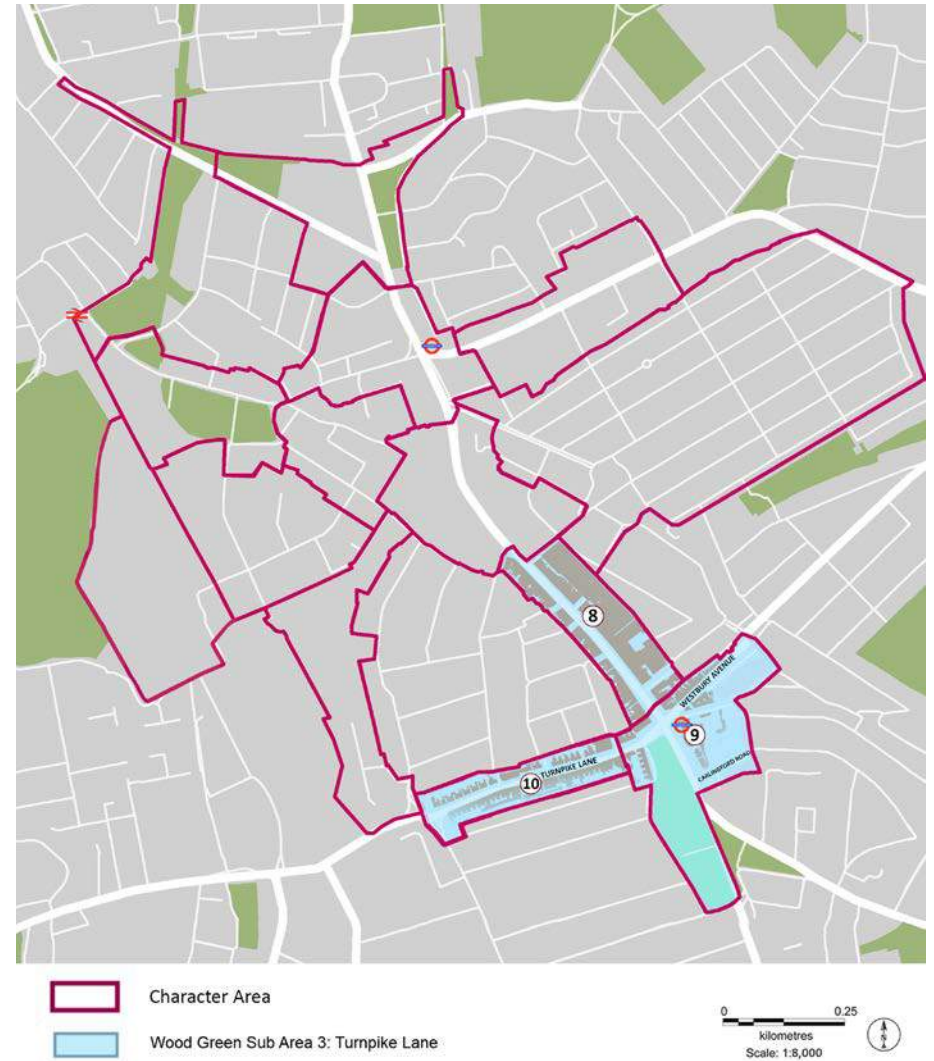 8
WESTBURY AVENUE
9
CARLINGFORD ROAD
TURNPIKE LANE
10
Character Area
Wood Green Sub Area 3: Turnpike Lane
0 0.25
kilometres
Scale: 1:8,000